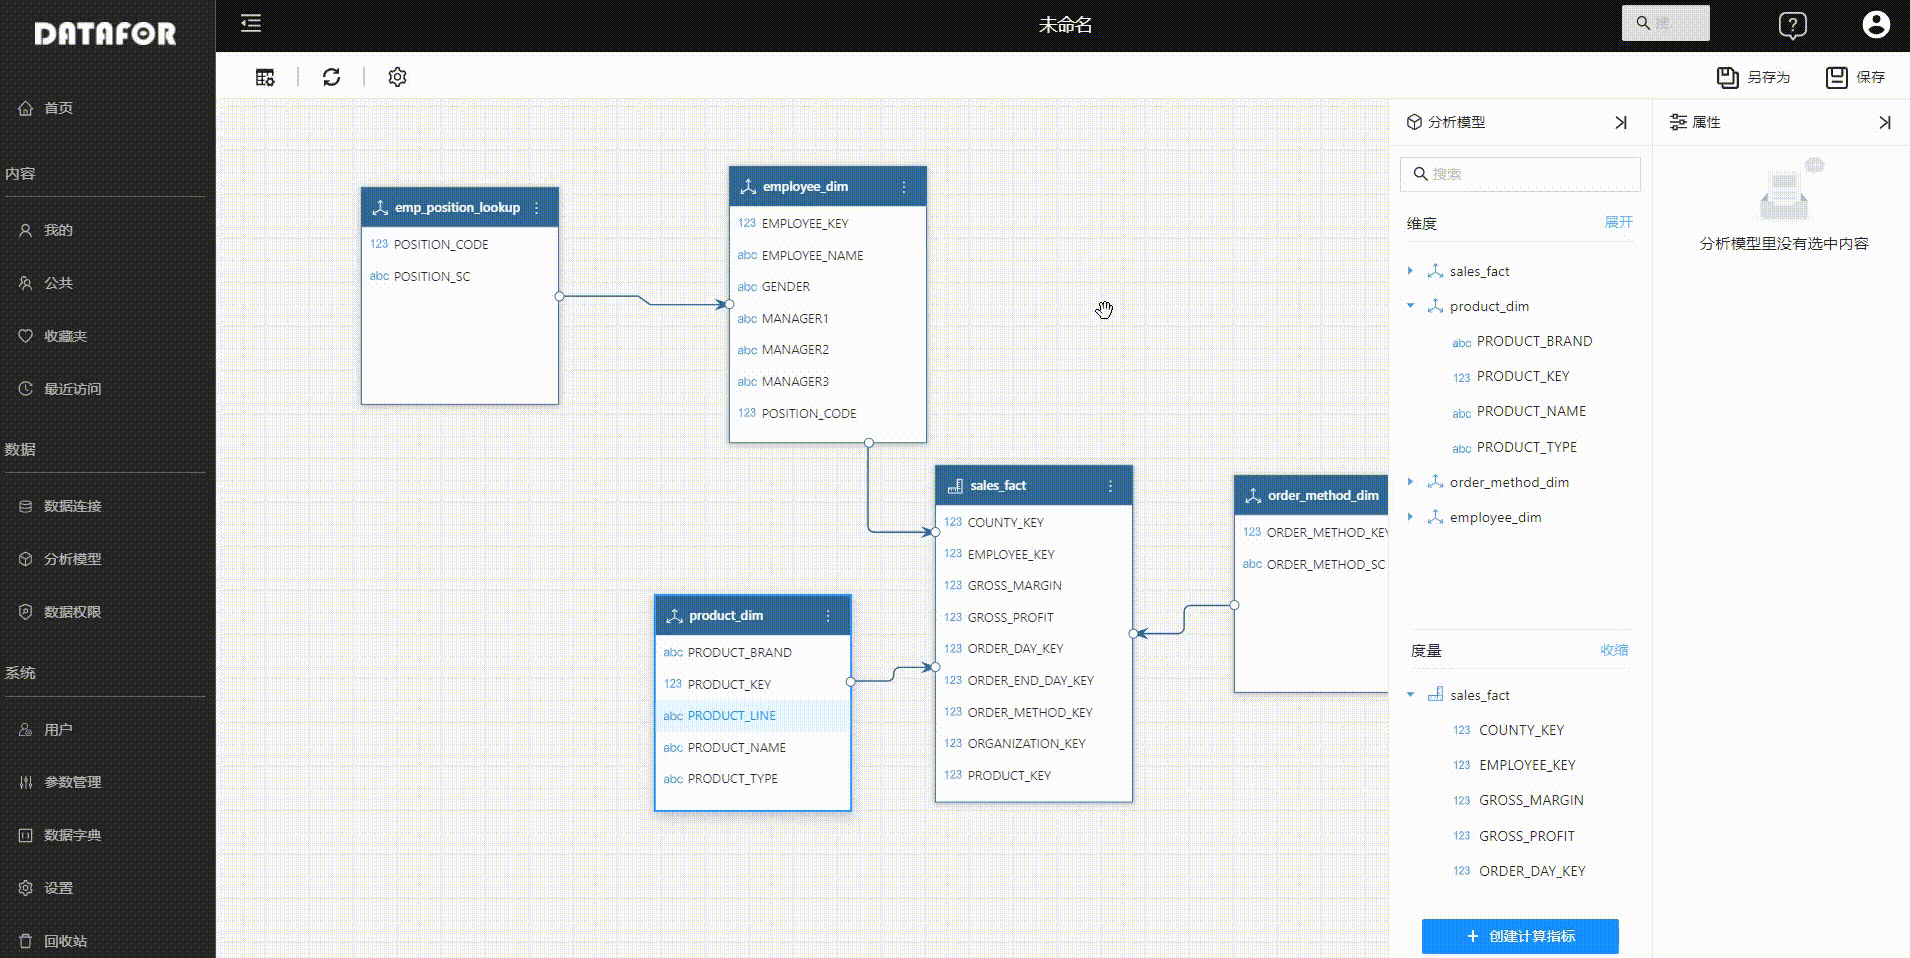 DATAFOR
未命名
搜
首页
内容
我的
公共
收藏夹
最近访问
数据
数据连接
分析模型
数据权限
系统
用户
参数管理
数据字典
设置
回收站
另存为
保存
emp_position_lookup
123 POSITION_CODE
abc POSITION_SC
employee_dim
123 EMPLOYEE_KEY
abc EMPLOYEE_NAME
abc GENDER
abc MANAGER1
abc MANAGER2
abc MANAGER3
123 POSITION_CODE
product_dim
abc PRODUCT_BRAND
123 PRODUCT_KEY
abc PRODUCT_LINE
abc PRODUCT_NAME
abc PRODUCT_TYPE
sales_fact
123 COUNTY_KEY
123 EMPLOYEE_KEY
123 GROSS_MARGIN
123 GROSS_PROFIT
123 ORDER_DAY_KEY
123 ORDER_END_DAY_KEY
123 ORDER_METHOD_KEY
123 ORGANIZATION_KEY
123 PRODUCT_KEY
order_method_dim
123 ORDER_METHOD_KEY
abc ORDER_METHOD_SC
分析模型
搜索
维度 展开
sales_fact
product_dim
abc PRODUCT_BRAND
123 PRODUCT_KEY
abc PRODUCT_NAME
abc PRODUCT_TYPE
order_method_dim
employee_dim
度量 收缩
sales_fact
123 COUNTY_KEY
123 EMPLOYEE_KEY
123 GROSS_MARGIN
123 GROSS_PROFIT
123 ORDER_DAY_KEY
+ 创建计算指标
属性
分析模型里没有选中内容